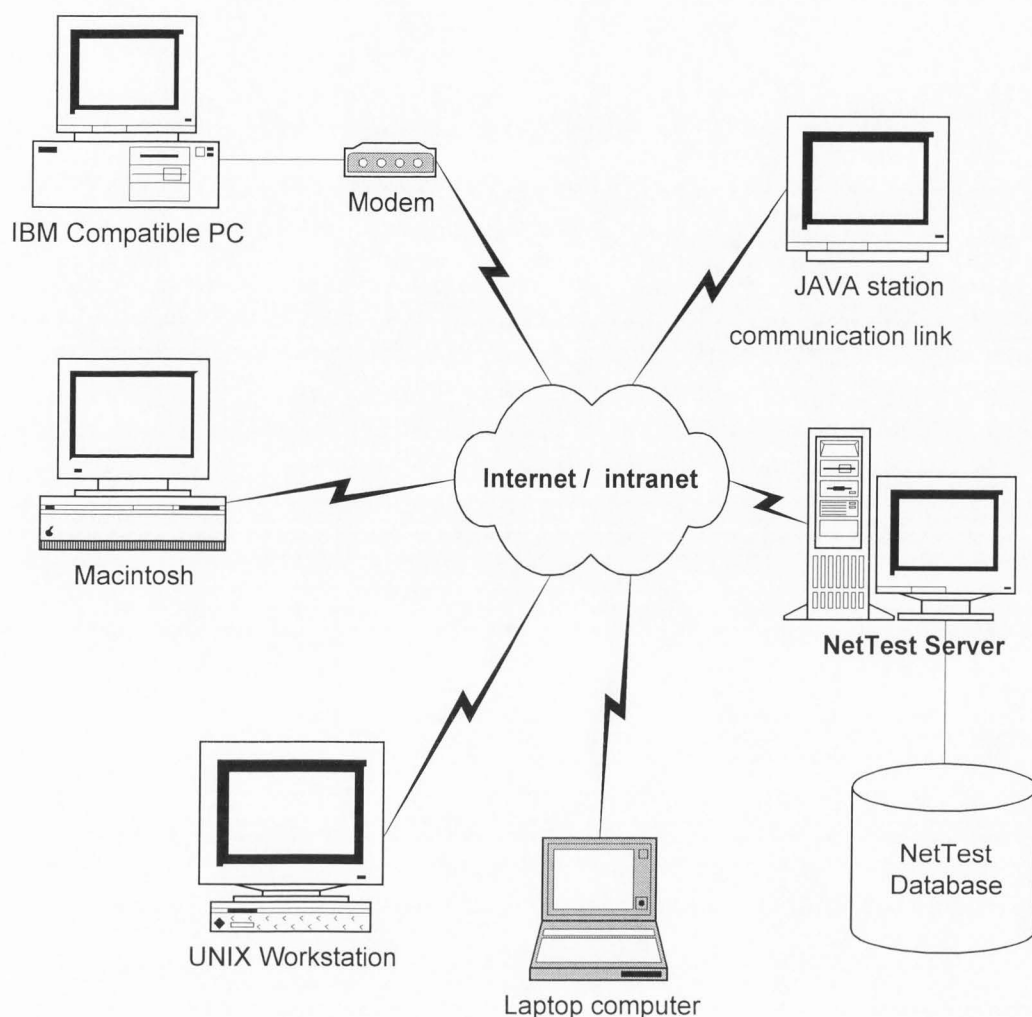 IBM Compatible PC
Modem
JAVA station
communication link
Macintosh
Internet / intranet
NetTest Server
UNIX Workstation
Laptop computer
NetTest
Database